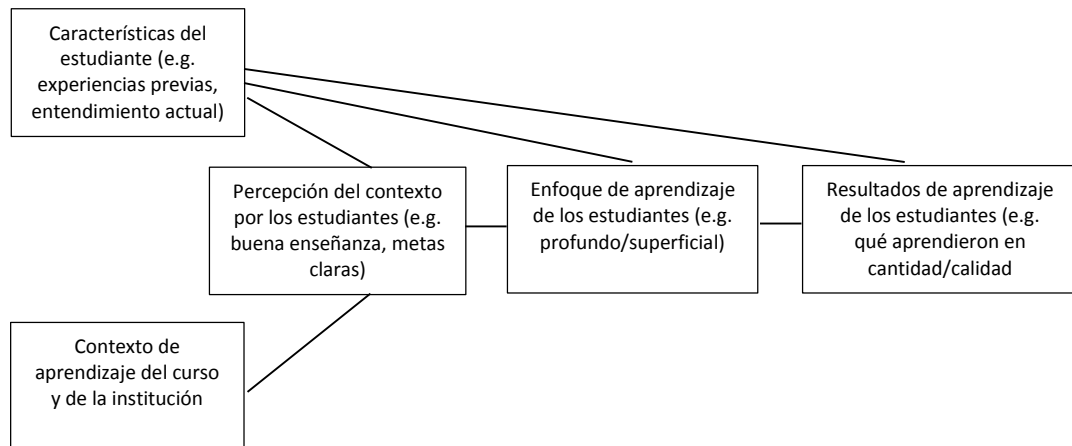 Características del
estudiante (e.g.
experiencias previas,
entendimiento actual)
Percepción del contexto
por los estudiantes (e.g.
buena enseñanza, metas
claras)
Enfoque de aprendizaje
de los estudiantes (e.g.
profundo/superficial)
Resultados de aprendizaje
de los estudiantes (e.g.
qué aprendieron en
cantidad/calidad
Contexto de
aprendizaje del curso
y de la institución